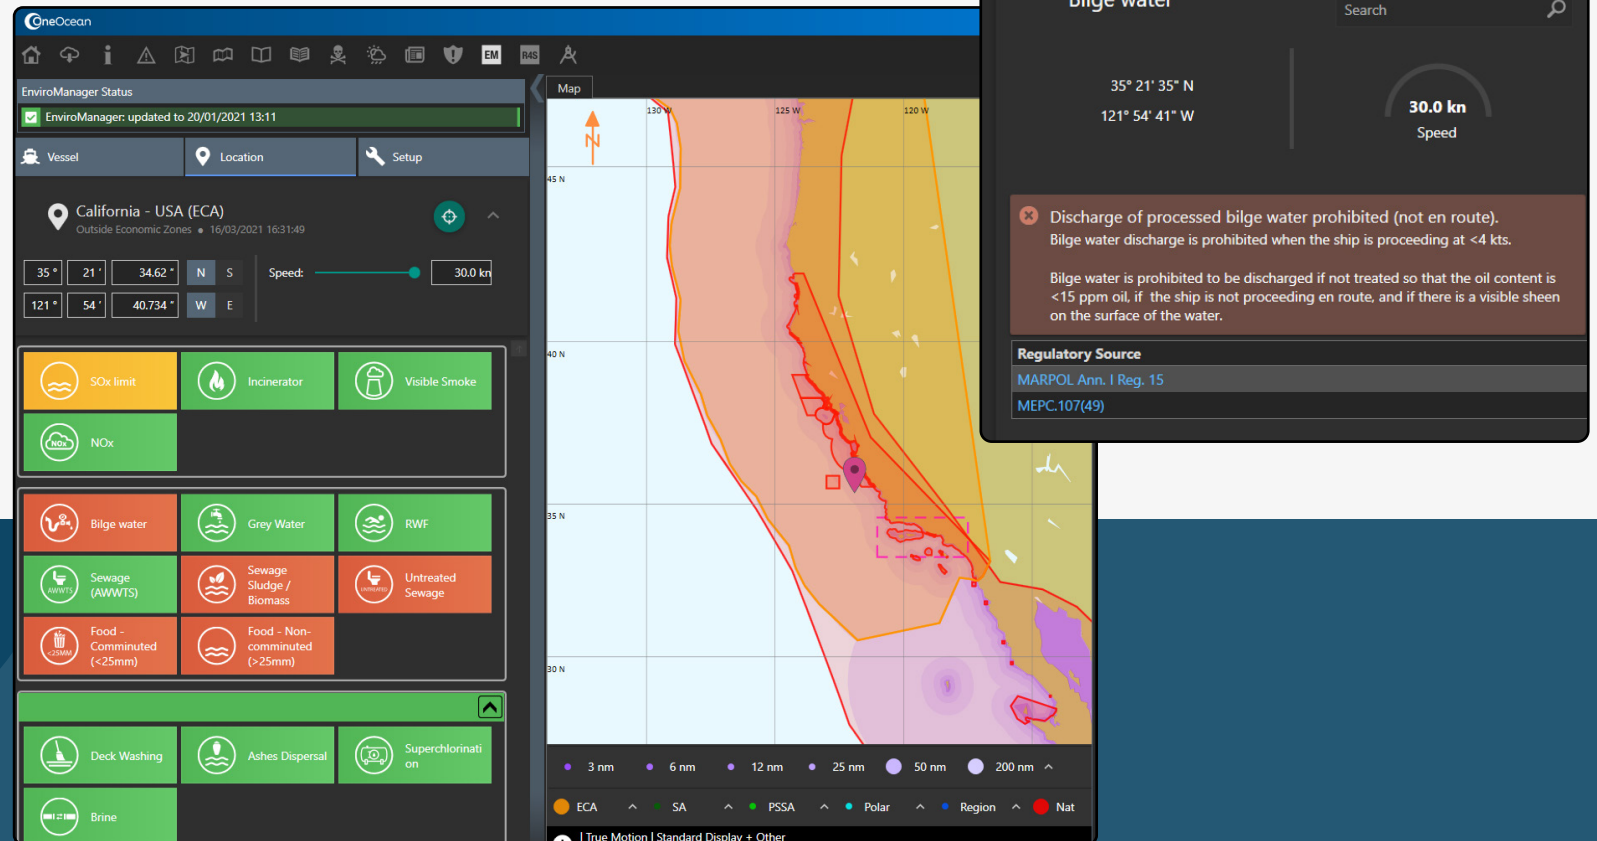 OneOcean
EM
R4S
EnviroManager Status
EnviroManager: updated to 20/01/2021 13:11
Vessel
Location
Setup
California - USA (ECA)
Outside Economic Zones • 16/03/2021 16:31:49
35 ° 21 ' 34.62 " N S
Speed: 30.0 kn
121 ° 54 ' 40.734 " W E
SOx limit
Incinerator
Visible Smoke
NOx
NOx
Bilge water
Grey Water
RWF
AWWTS
Sewage
(AWWTS)
Sewage
Sludge /
Biomass
UNTREATED
Untreated
Sewage
<25MM
Food -
Comminuted
(<25mm)
Food - Non-
comminuted
(>25mm)
Deck Washing
Ashes Dispersal
Superchlorinati
on
Brine
Map
N
130 W
125 W
120 W
45 N
40 N
35 N
30 N
3 nm
6 nm
12 nm
25 nm
50 nm
200 nm
ECA
SA
PSSA
Polar
Region
Nat
| True Motion | Standard Display + Other
Bilge water
Search
35° 21' 35" N
121° 54' 41" W
30.0 kn
Speed
Discharge of processed bilge water prohibited (not en route).
Bilge water discharge is prohibited when the ship is proceeding at <4 kts.
Bilge water is prohibited to be discharged if not treated so that the oil content is
<15 ppm oil, if the ship is not proceeding en route, and if there is a visible sheen
on the surface of the water.
Regulatory Source
MARPOL Ann. I Reg. 15
MEPC.107(49)